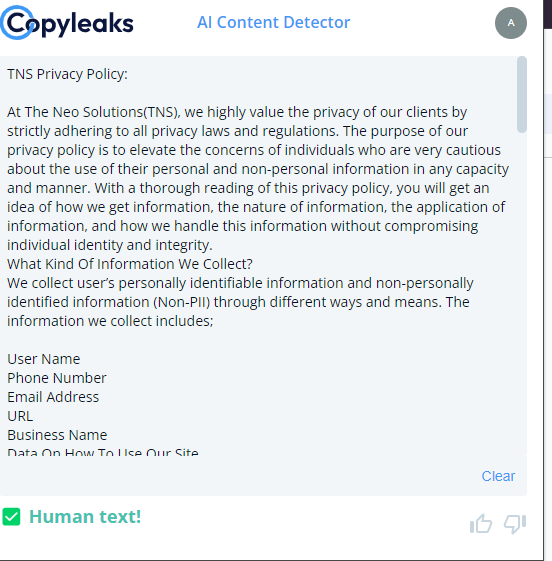 Copyleaks
AI Content Detector
A
TNS Privacy Policy:
At The Neo Solutions(TNS), we highly value the privacy of our clients by
strictly adhering to all privacy laws and regulations. The purpose of our
privacy policy is to elevate the concerns of individuals who are very cautious
about the use of their personal and non-personal information in any capacity
and manner. With a thorough reading of this privacy policy, you will get an
idea of how we get information, the nature of information, the application of
information, and how we handle this information without compromising
individual identity and integrity.
What Kind Of Information We Collect?
We collect user’s personally identifiable information and non-personally
identified information (Non-PII) through different ways and means. The
information we collect includes;
User Name
Phone Number
Email Address
URL
Business Name
Data On How To Use Our Site
Clear
Human text!